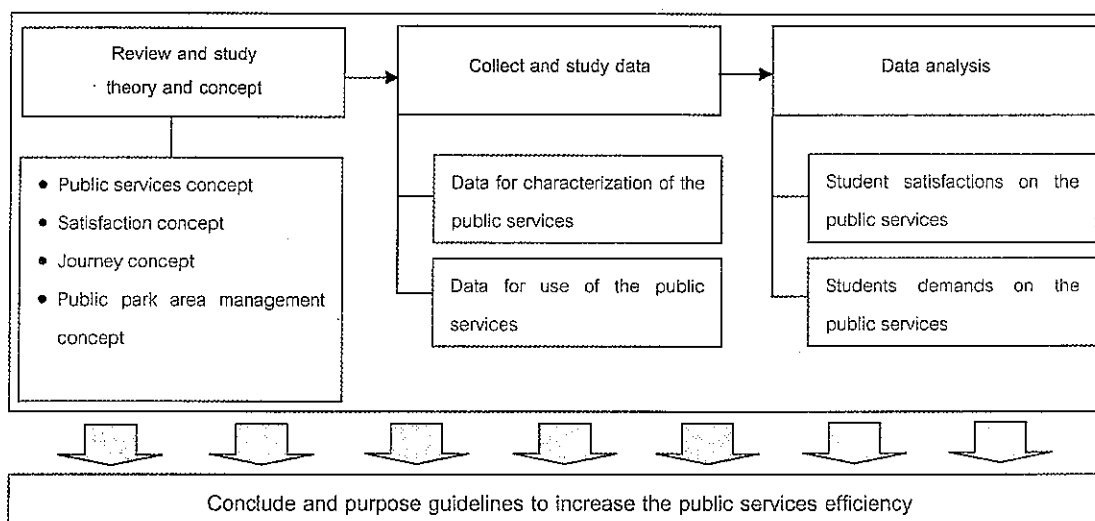 Review and study
theory and concept
Collect and study data
Data analysis
• Public services concept
• Satisfaction concept
• Journey concept
• Public park area management
concept
Data for characterization of the
public services
Data for use of the public
services
Student satisfactions on the
public services
Students demands on the
public services
Conclude and purpose guidelines to increase the public services efficiency